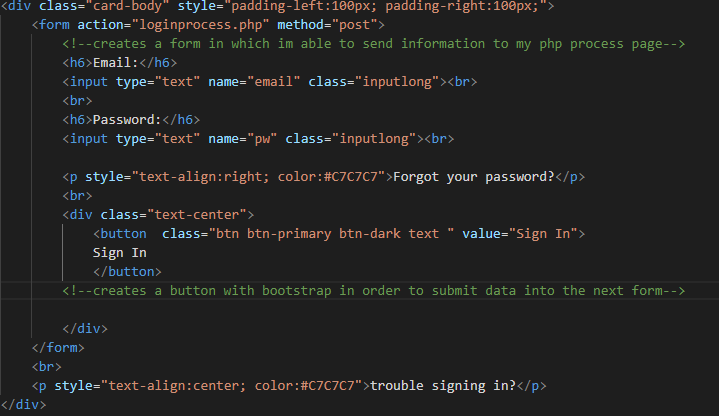 <div class="card-body" style="padding-left:100px; padding-right:100px;">
<form action="loginprocess.php" method="post">
<!--creates a form in which im able to send information to my php process page-->
<h6>Email:</h6>
<input type="text" name="email" class="inputlong"><br>
<br>
<h6>Password:</h6>
<input type="text" name="pw" class="inputlong"><br>
<p style="text-align:right; color:#C7C7C7">Forgot your password?</p>
<br>
<div class="text-center">
<button  class="btn btn-primary btn-dark text " value="Sign In">
Sign In
</button>
<!--creates a button with bootstrap in order to submit data into the next form-->
</div>
</form>
<br>
<p style="text-align:center; color:#C7C7C7">trouble signing in?</p>
</div>